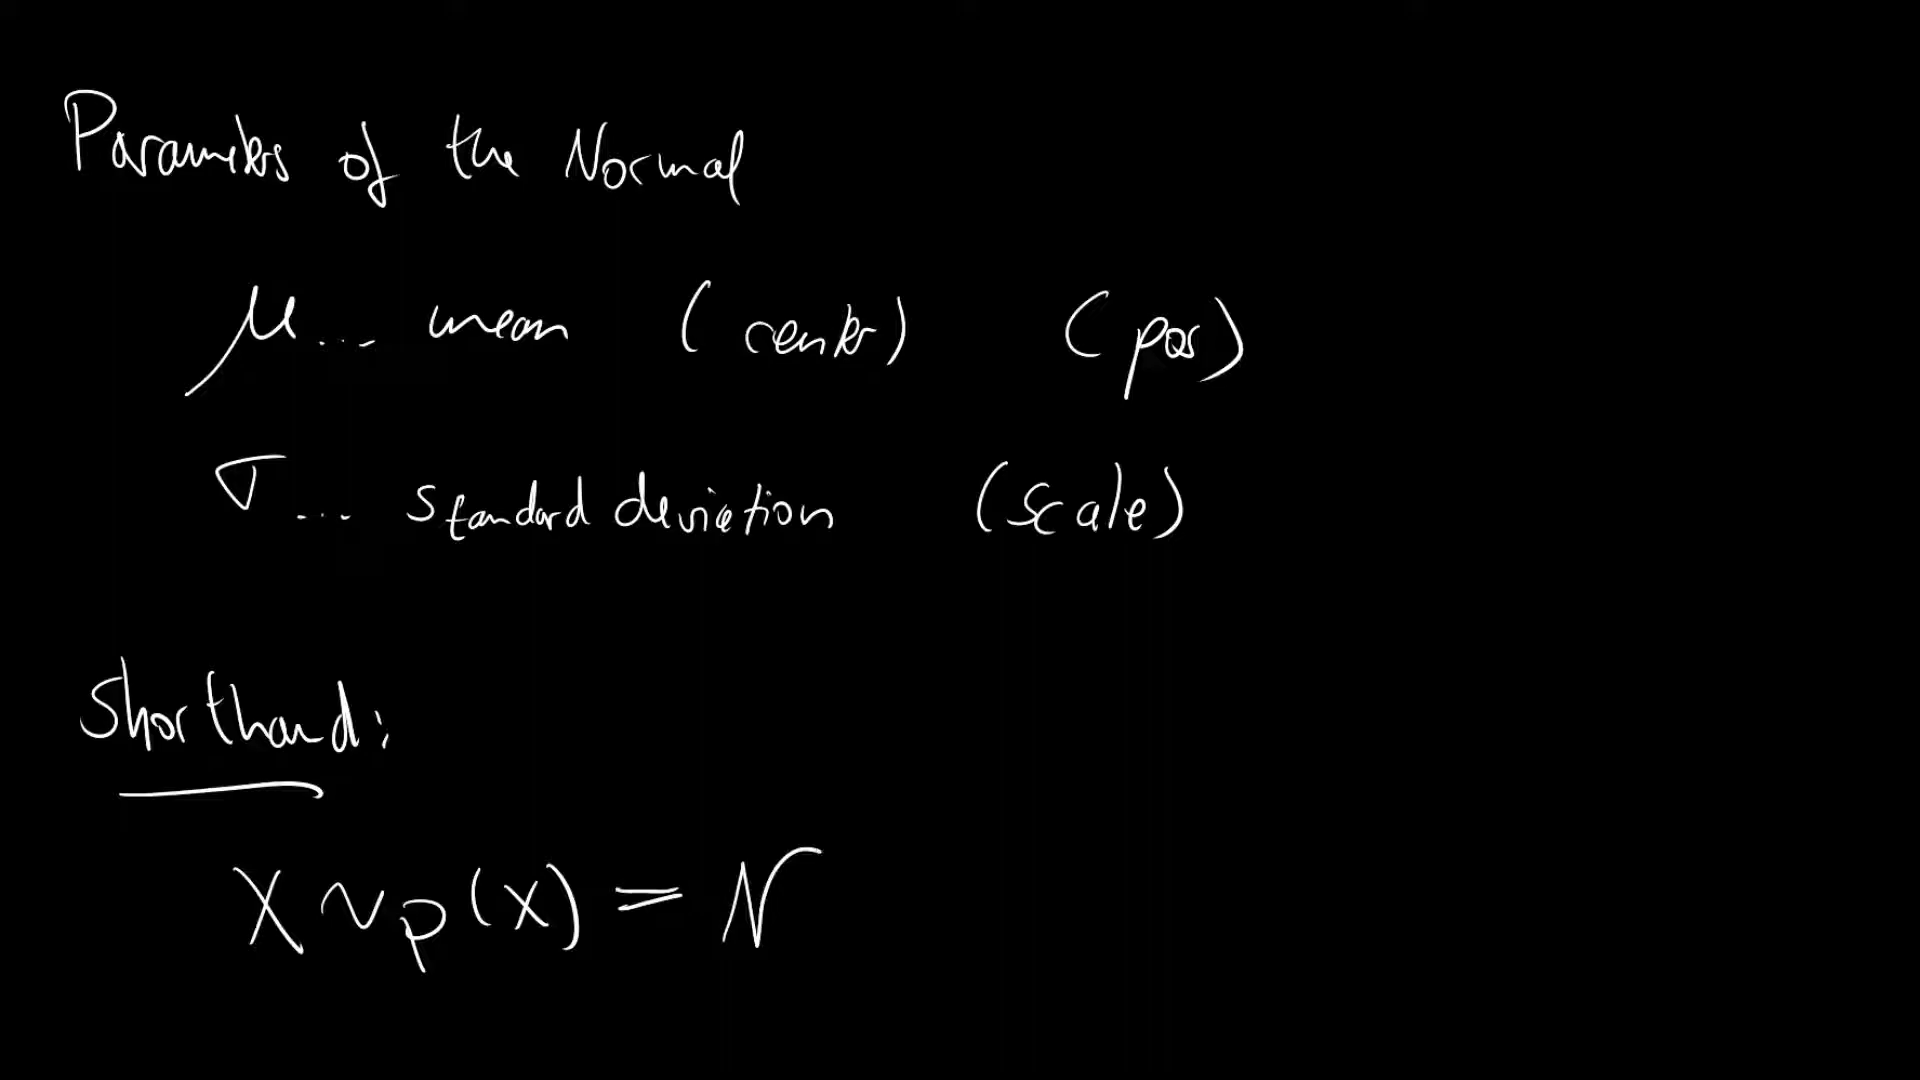 Parameters of the Normal
μ... mean (center) (pos)
σ... standard deviation (scale)
Shorthand:
X ~ p(x) = N